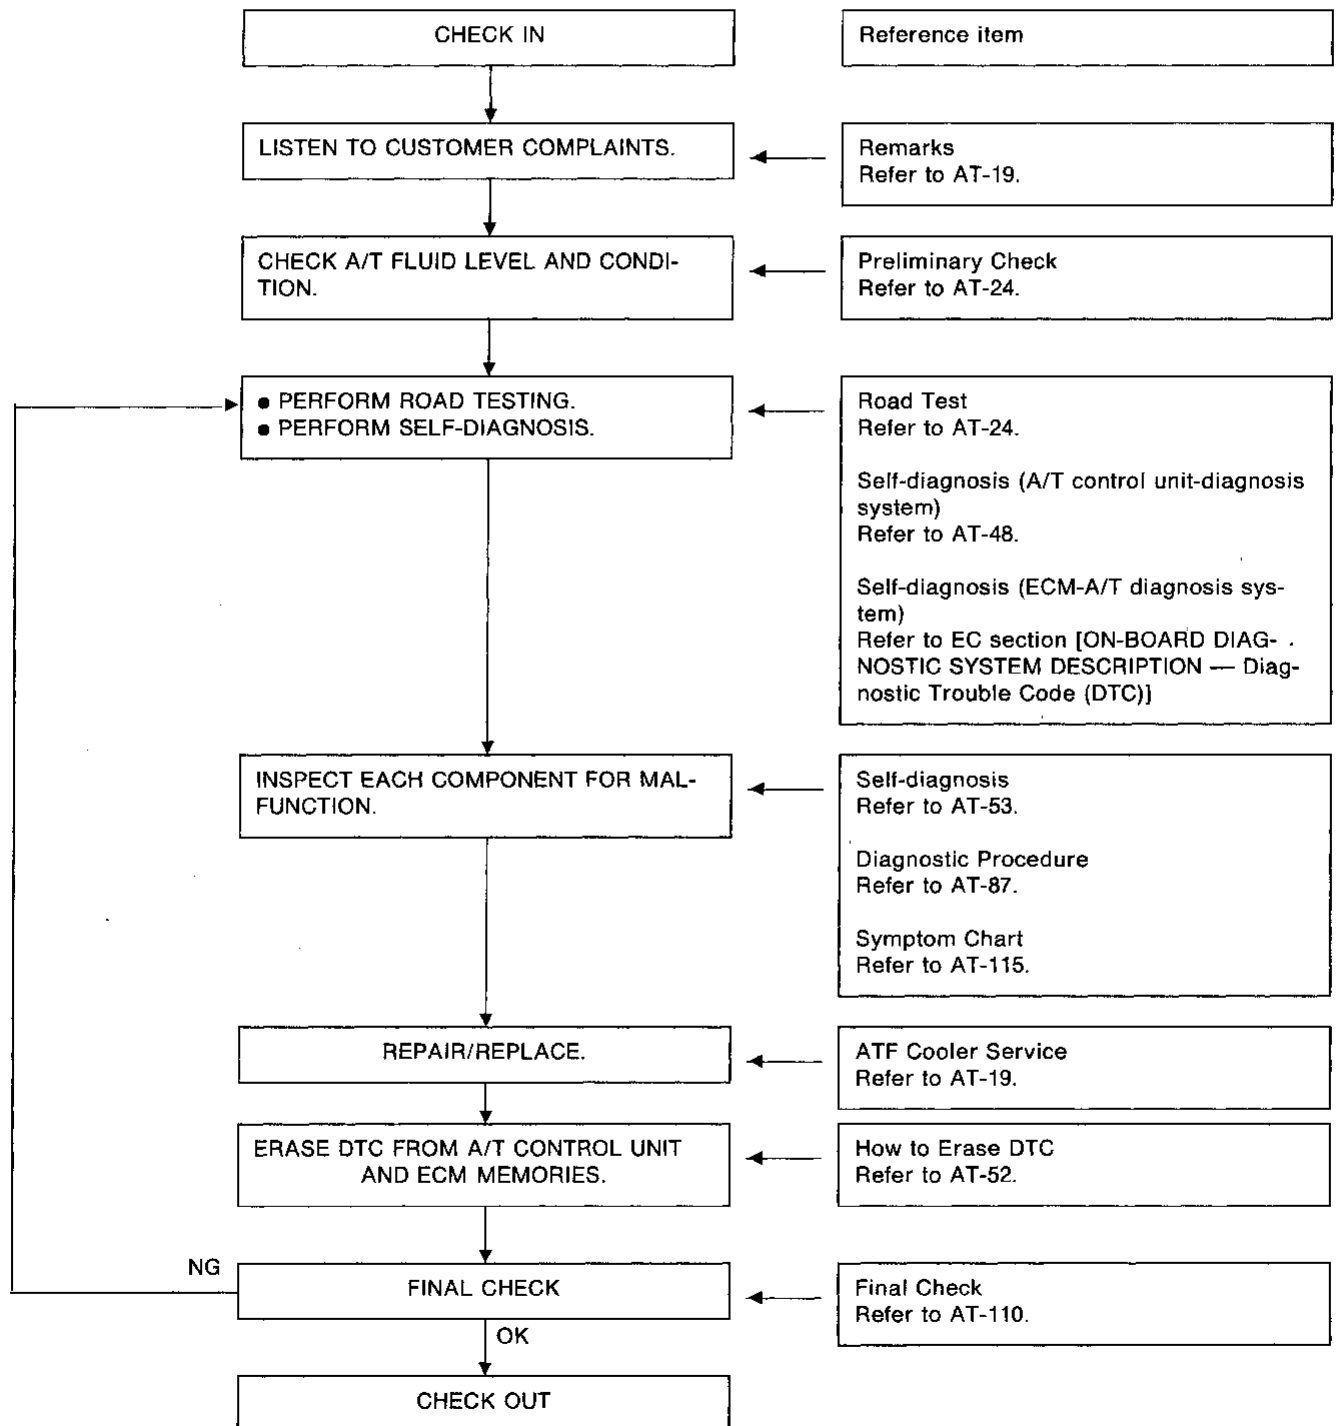 CHECK IN
Reference item
LISTEN TO CUSTOMER COMPLAINTS.
Remarks
Refer to AT-19.
CHECK A/T FLUID LEVEL AND CONDI-
TION.
Preliminary Check
Refer to AT-24.
● PERFORM ROAD TESTING.
● PERFORM SELF-DIAGNOSIS.
Road Test
Refer to AT-24.
Self-diagnosis (A/T control unit-diagnosis
system)
Refer to AT-48.
Self-diagnosis (ECM-A/T diagnosis sys-
tem)
Refer to EC section [ON-BOARD DIAG-
NOSTIC SYSTEM DESCRIPTION — Diag-
nostic Trouble Code (DTC)]
INSPECT EACH COMPONENT FOR MAL-
FUNCTION.
Self-diagnosis
Refer to AT-53.
Diagnostic Procedure
Refer to AT-87.
Symptom Chart
Refer to AT-115.
REPAIR/REPLACE.
ATF Cooler Service
Refer to AT-19.
ERASE DTC FROM A/T CONTROL UNIT
AND ECM MEMORIES.
How to Erase DTC
Refer to AT-52.
NG
FINAL CHECK
Final Check
Refer to AT-110.
OK
CHECK OUT